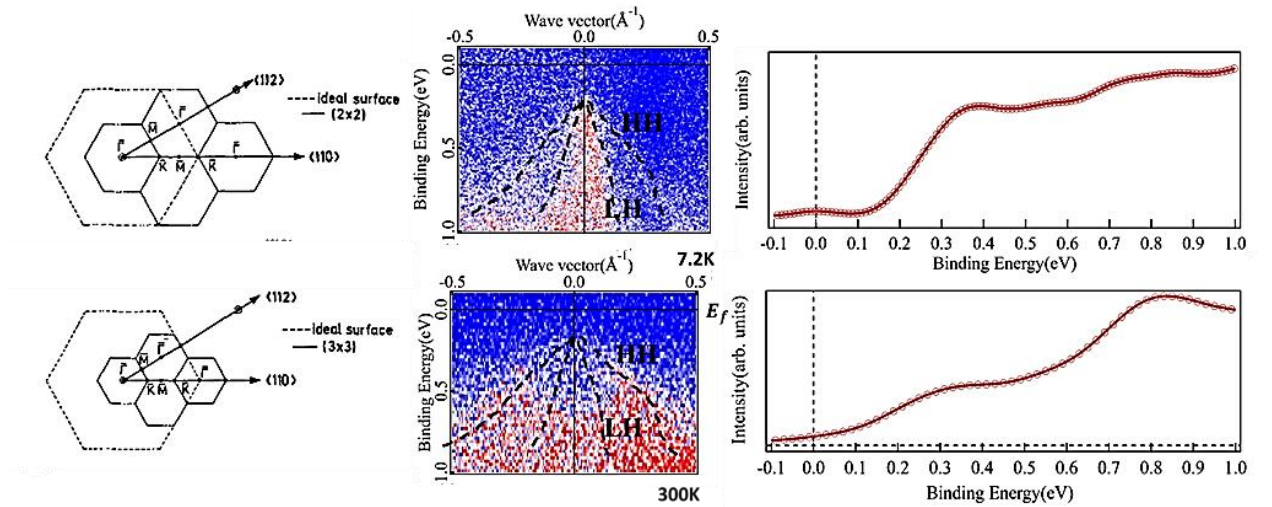 ⟨112⟩
ideal surface
(2x2)
Γ̄
M̄
Γ̄
K̄ M̄ K̄ Γ̄
⟨110⟩
Wave vector(Å⁻¹)
-0.5 0.0 0.5
Binding Energy(eV)
0.0
0.5
1.0
HH
LH
7.2K
Intensity(arb. units)
-0.1 0.0 0.1 0.2 0.3 0.4 0.5 0.6 0.7 0.8 0.9 1.0
Binding Energy(eV)
⟨112⟩
ideal surface
(3x3)
Γ̄
M̄
Γ̄
K̄ M̄ K̄ Γ̄
⟨110⟩
Wave vector(Å⁻¹)
-0.5 0.0 0.5
Binding Energy(eV)
0.0
0.5
1.0
E_f
HH
LH
300K
Intensity(arb. units)
-0.1 0.0 0.1 0.2 0.3 0.4 0.5 0.6 0.7 0.8 0.9 1.0
Binding Energy(eV)